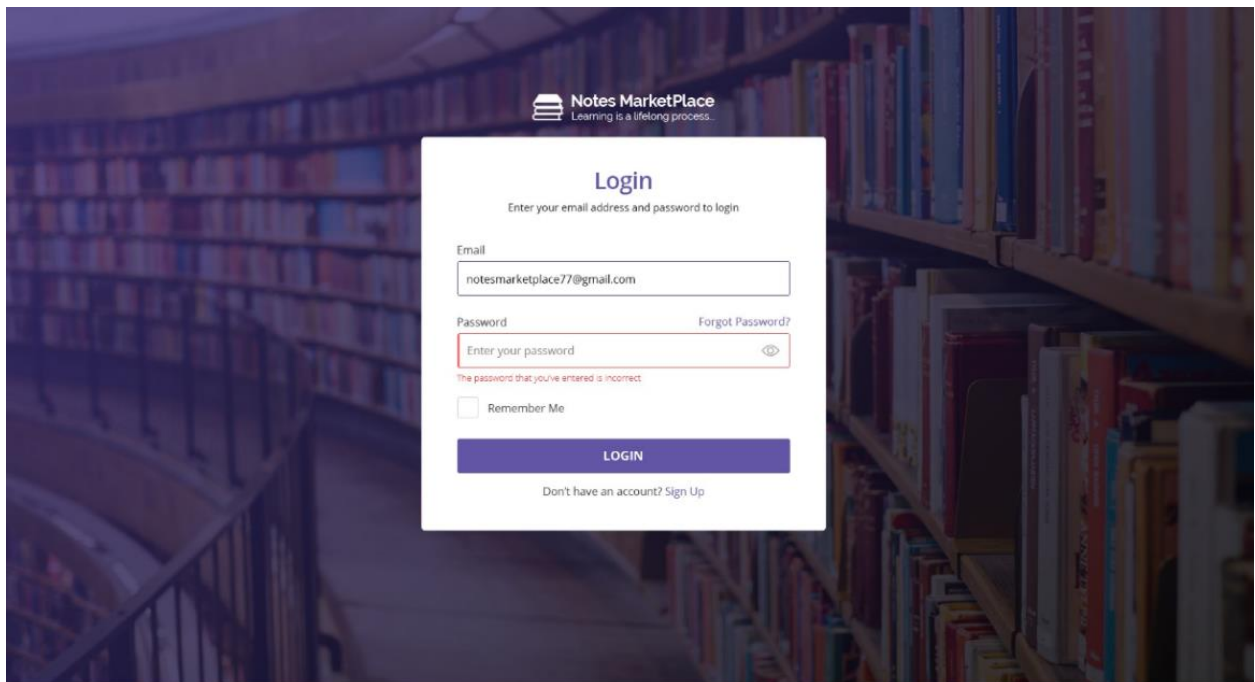 Notes MarketPlace
Learning is a lifelong process..
Login
Enter your email address and password to login
Email
notesmarketplace77@gmail.com
Password Forgot Password?
Enter your password
The password that you've entered is incorrect
Remember Me
LOGIN
Don't have an account? Sign Up